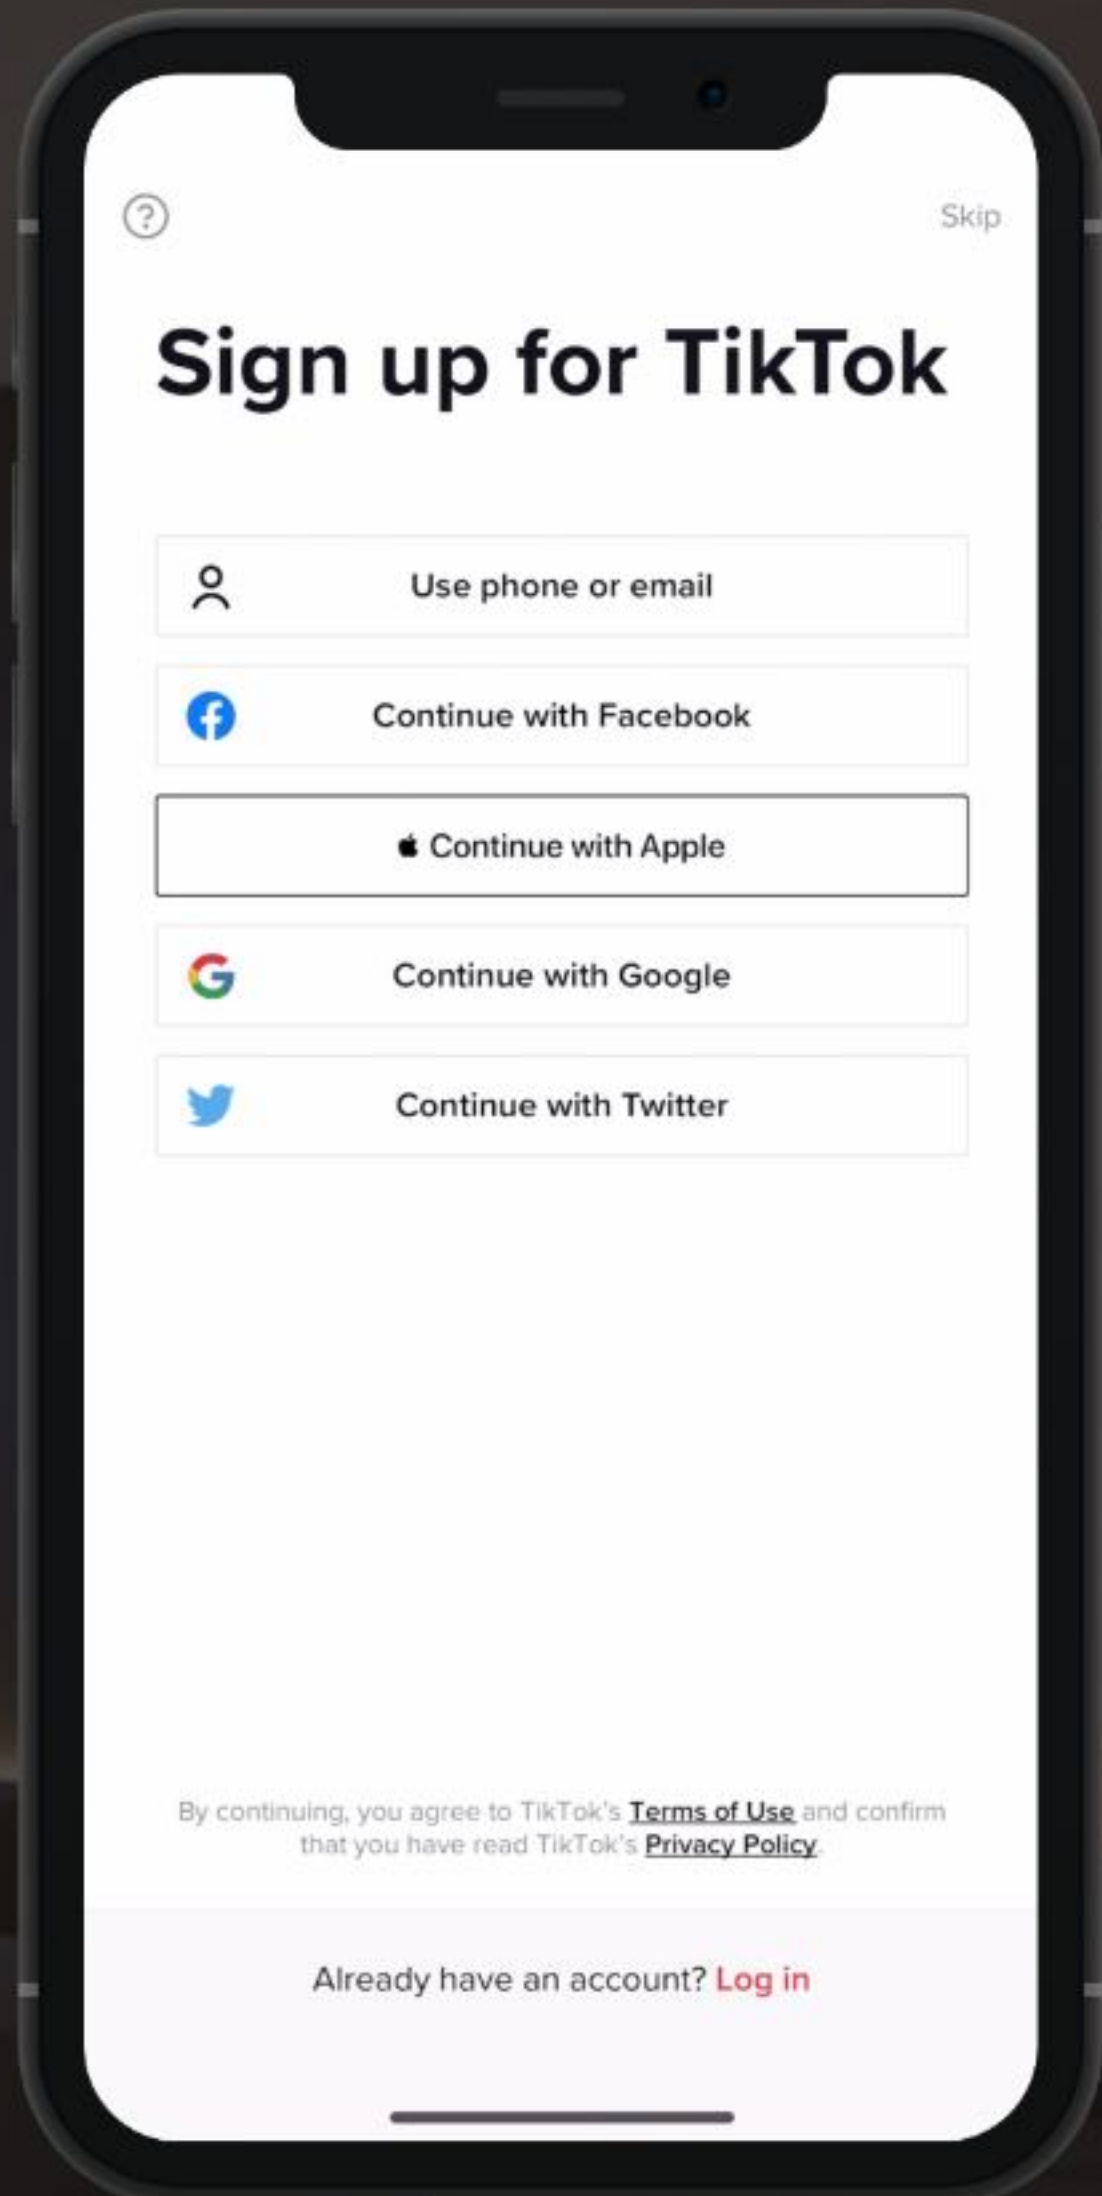 Skip
Sign up for TikTok
Use phone or email
Continue with Facebook
Continue with Apple
Continue with Google
Continue with Twitter
By continuing, you agree to TikTok's Terms of Use and confirm
that you have read TikTok's Privacy Policy.
Already have an account? Log in